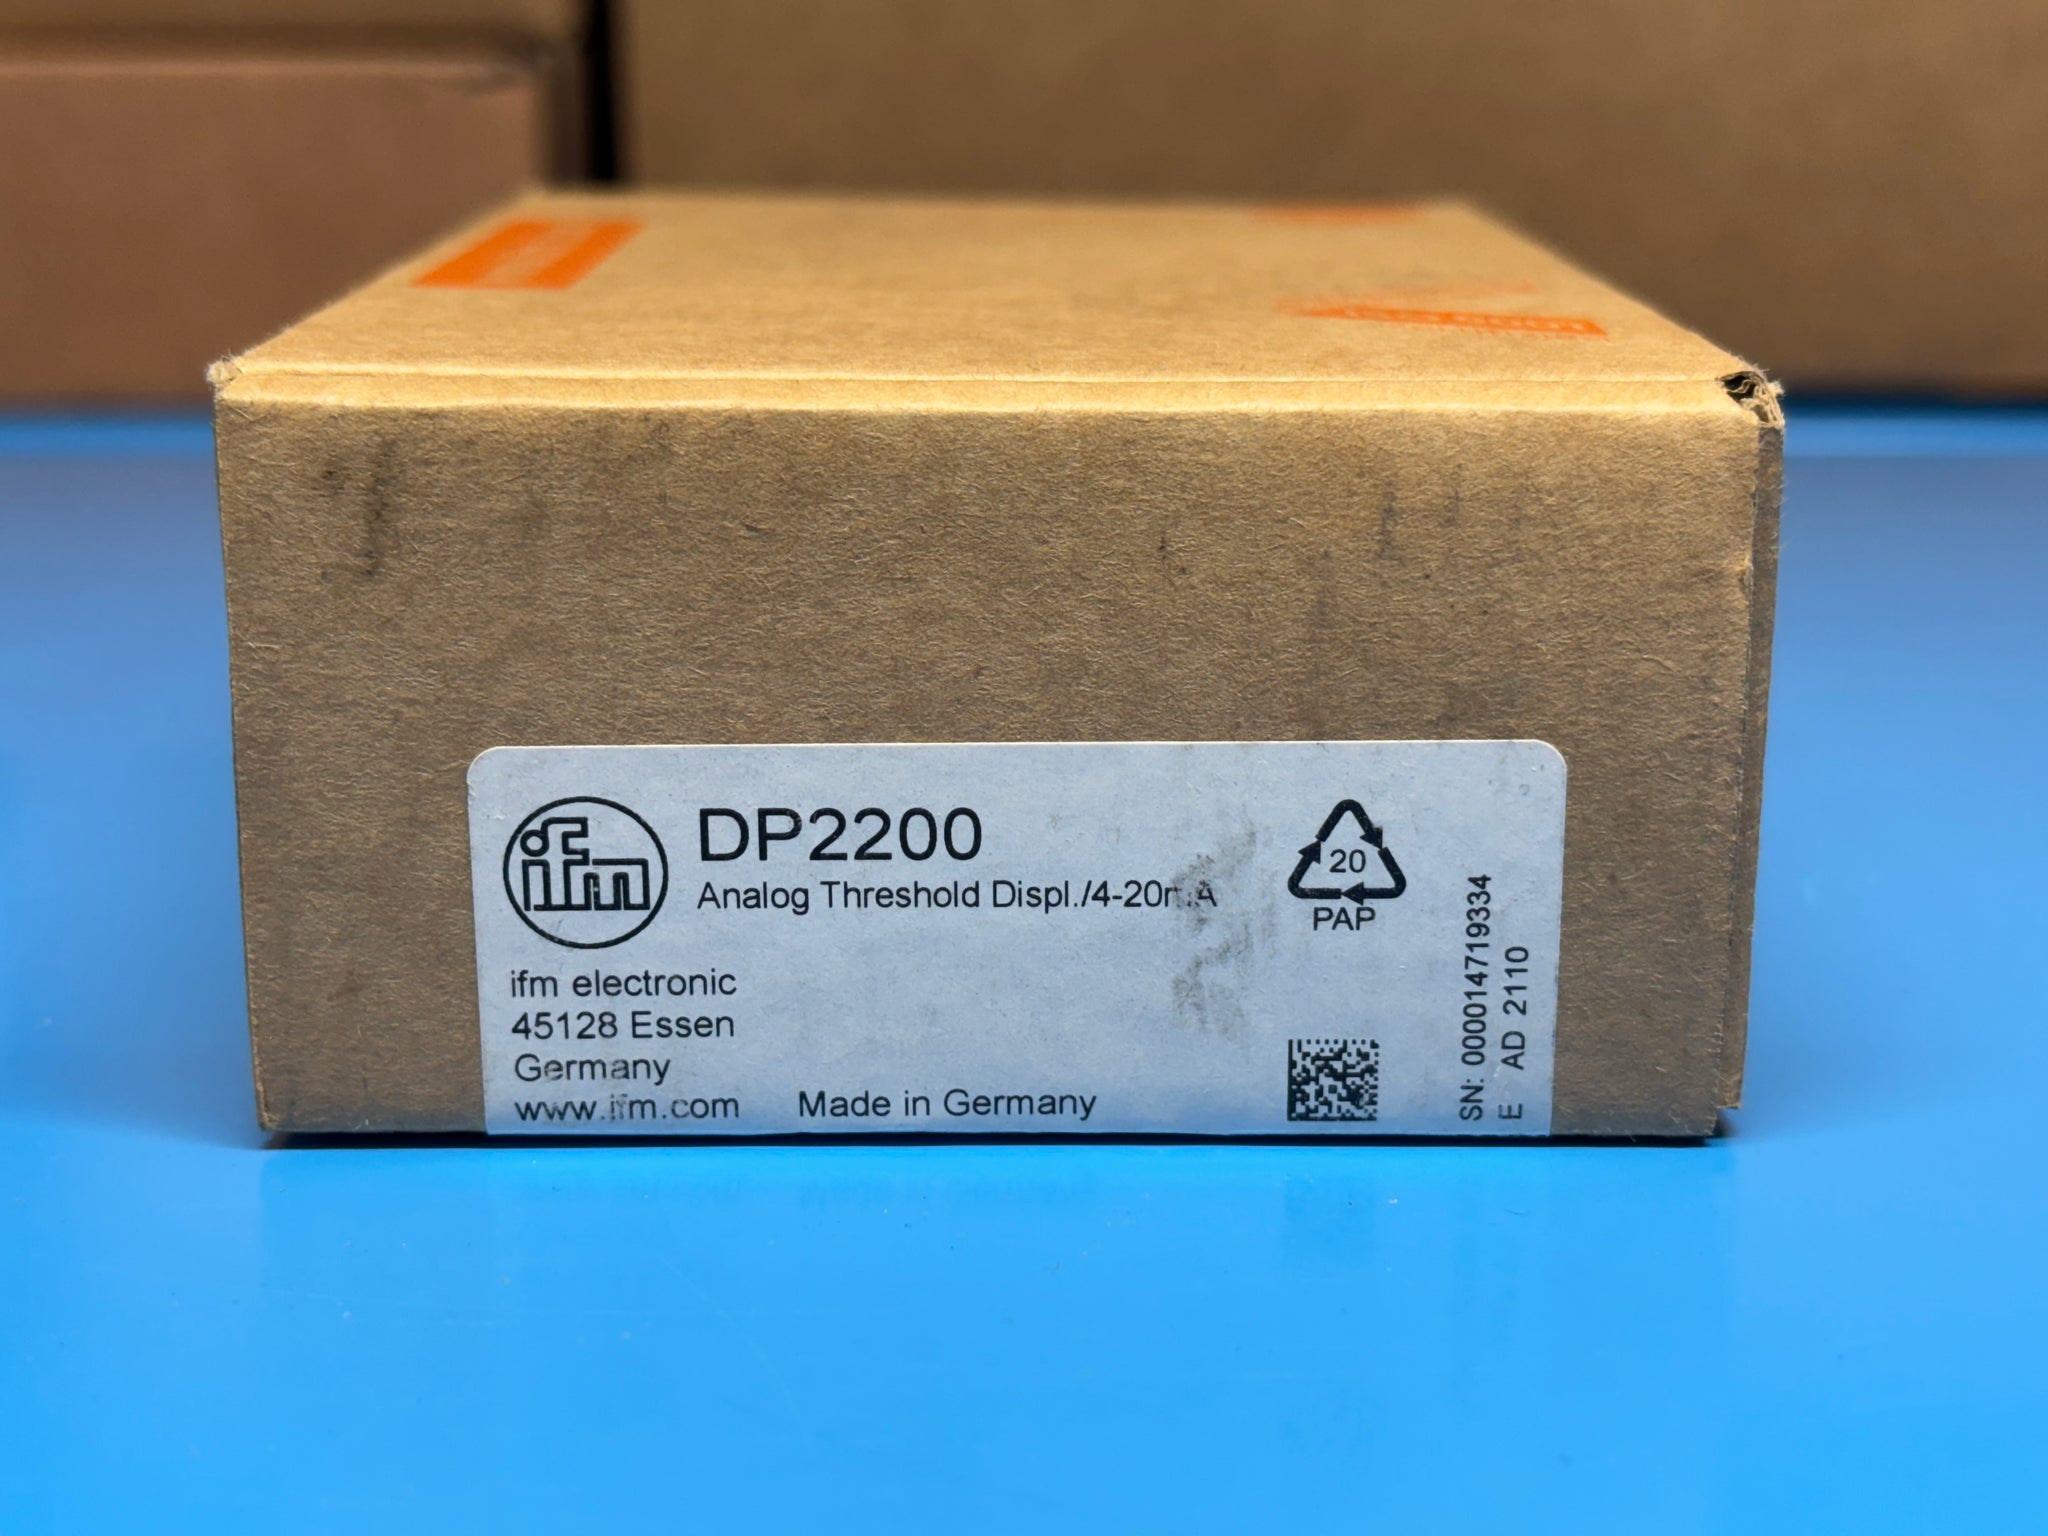 ifm
DP2200
Analog Threshold Displ./4-20mA
20
PAP
ifm electronic
45128 Essen
Germany
www.ifm.com
Made in Germany
SN: 000014719334
E AD 2110